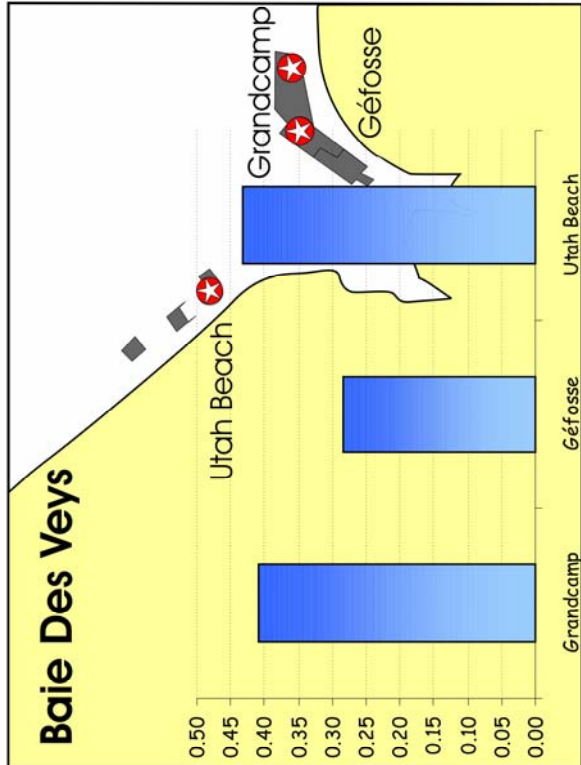 Baie Des Veys
Grandcamp
Géfosse
Utah Beach
0.50
0.45
0.40
0.35
0.30
0.25
0.20
0.15
0.10
0.05
0.00
Grandcamp
Géfosse
Utah Beach